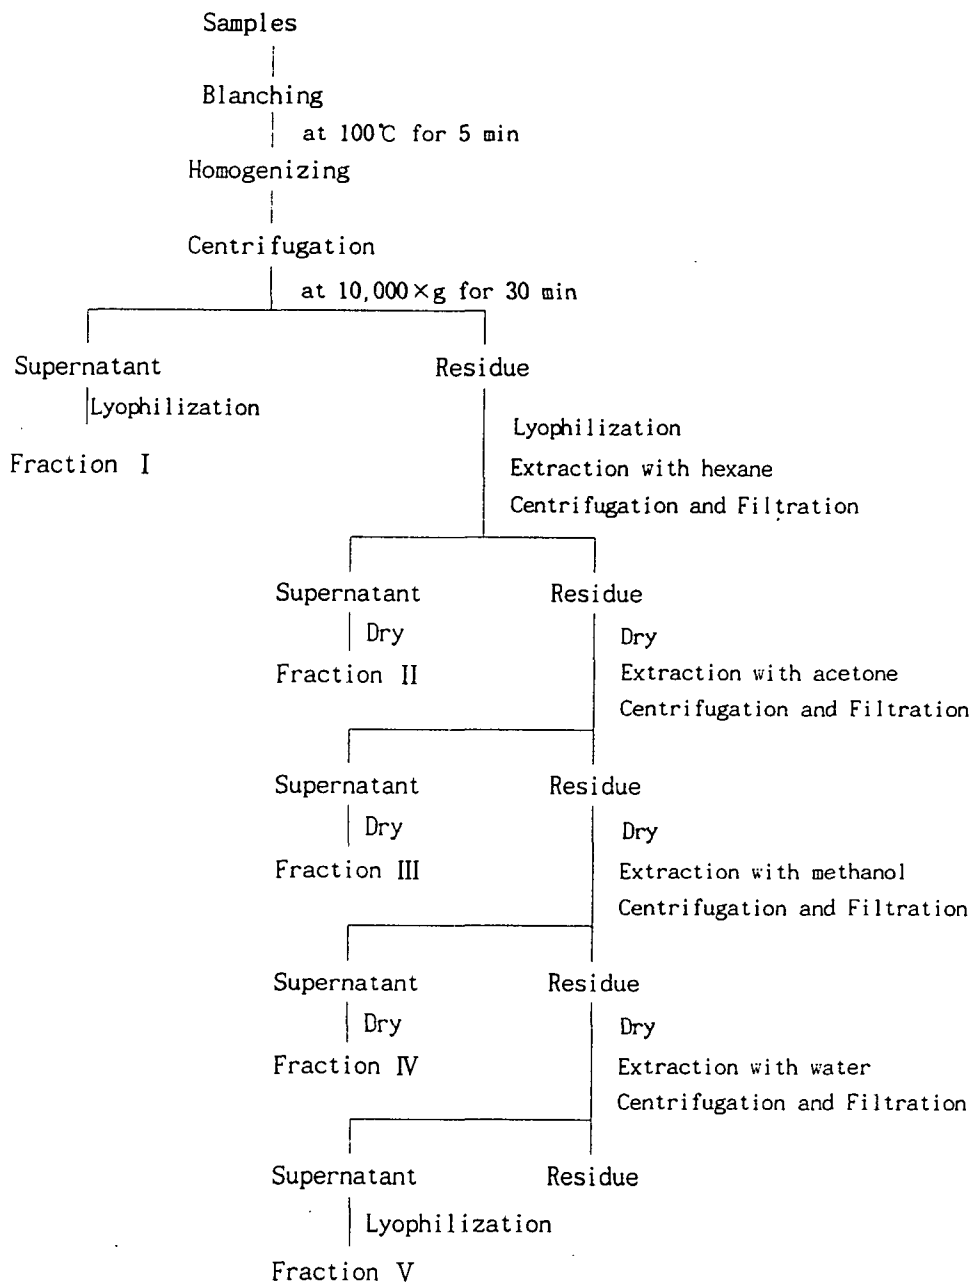 Samples
Blanching
at 100℃ for 5 min
Homogenizing
Centrifugation
at 10,000×g for 30 min
Supernatant
Residue
Lyophilization
Fraction Ⅰ
Lyophilization
Extraction with hexane
Centrifugation and Filtration
Supernatant
Residue
Dry
Fraction Ⅱ
Dry
Extraction with acetone
Centrifugation and Filtration
Supernatant
Residue
Dry
Fraction Ⅲ
Dry
Extraction with methanol
Centrifugation and Filtration
Supernatant
Residue
Dry
Fraction Ⅳ
Dry
Extraction with water
Centrifugation and Filtration
Supernatant
Residue
Lyophilization
Fraction Ⅴ